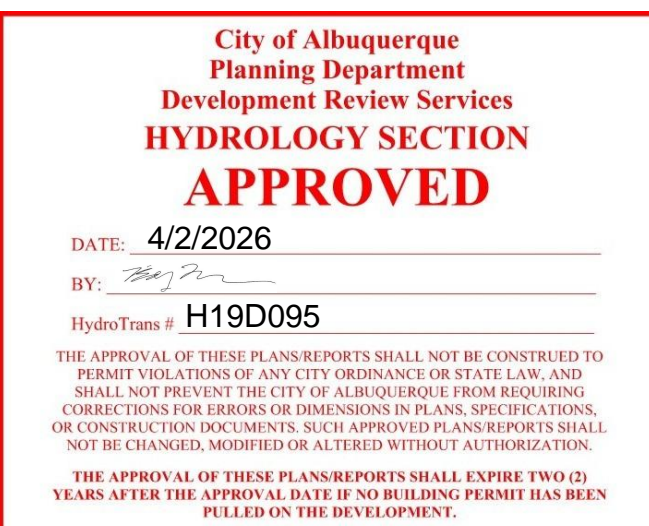 City of Albuquerque
Planning Department
Development Review Services
HYDROLOGY SECTION
APPROVED
DATE: 4/2/2026
BY:
HydroTrans # H19D095
THE APPROVAL OF THESE PLANS/REPORTS SHALL NOT BE CONSTRUED TO
PERMIT VIOLATIONS OF ANY CITY ORDINANCE OR STATE LAW, AND
SHALL NOT PREVENT THE CITY OF ALBUQUERQUE FROM REQUIRING
CORRECTIONS FOR ERRORS OR DIMENSIONS IN PLANS, SPECIFICATIONS,
OR CONSTRUCTION DOCUMENTS. SUCH APPROVED PLANS/REPORTS SHALL
NOT BE CHANGED, MODIFIED OR ALTERED WITHOUT AUTHORIZATION.
THE APPROVAL OF THESE PLANS/REPORTS SHALL EXPIRE TWO (2)
YEARS AFTER THE APPROVAL DATE IF NO BUILDING PERMIT HAS BEEN
PULLED ON THE DEVELOPMENT.